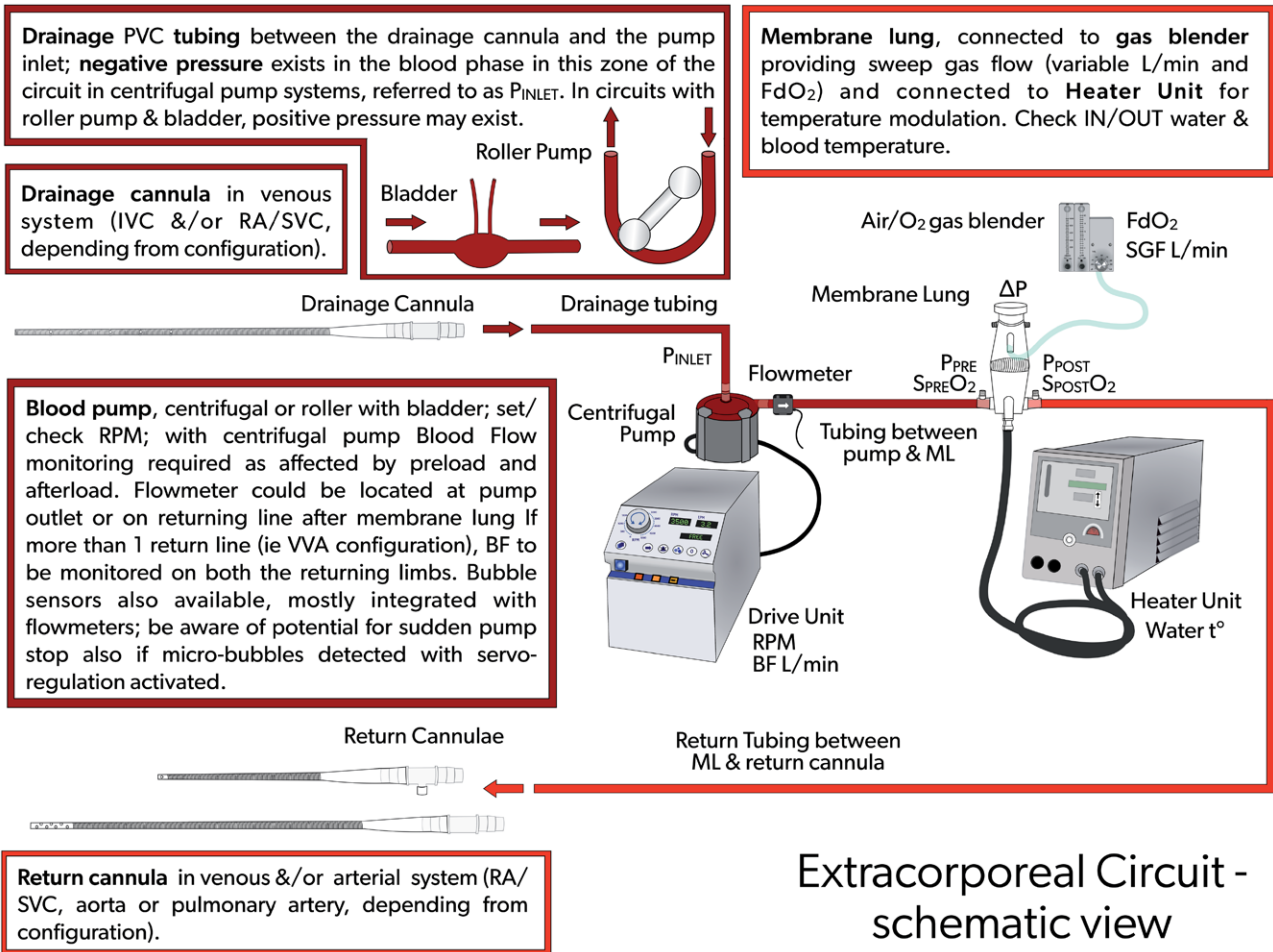 Drainage PVC tubing between the drainage cannula and the pump
inlet; negative pressure exists in the blood phase in this zone of the
circuit in centrifugal pump systems, referred to as PINLET. In circuits with
roller pump & bladder, positive pressure may exist.
Roller Pump
Bladder
Drainage cannula in venous
system (IVC &/or RA/SVC,
depending from configuration).
Membrane lung, connected to gas blender
providing sweep gas flow (variable L/min and
FdO₂) and connected to Heater Unit for
temperature modulation. Check IN/OUT water &
blood temperature.
Air/O₂ gas blender
FdO₂
SGF L/min
Membrane Lung
ΔP
Drainage Cannula
Drainage tubing
PINLET
Flowmeter
PPRE
SPREO₂
PPOST
SPOSTO₂
Centrifugal
Pump
Tubing between
pump & ML
Blood pump, centrifugal or roller with bladder; set/
check RPM; with centrifugal pump Blood Flow
monitoring required as affected by preload and
afterload. Flowmeter could be located at pump
outlet or on returning line after membrane lung If
more than 1 return line (ie VVA configuration), BF to
be monitored on both the returning limbs. Bubble
sensors also available, mostly integrated with
flowmeters; be aware of potential for sudden pump
stop also if micro-bubbles detected with servo-
regulation activated.
RPM
LPM
3500
3.2
FREE
Drive Unit
RPM
BF L/min
Heater Unit
Water t°
Return Cannulae
Return Tubing between
ML & return cannula
Return cannula in venous &/or arterial system (RA/
SVC, aorta or pulmonary artery, depending from
configuration).
Extracorporeal Circuit -
schematic view